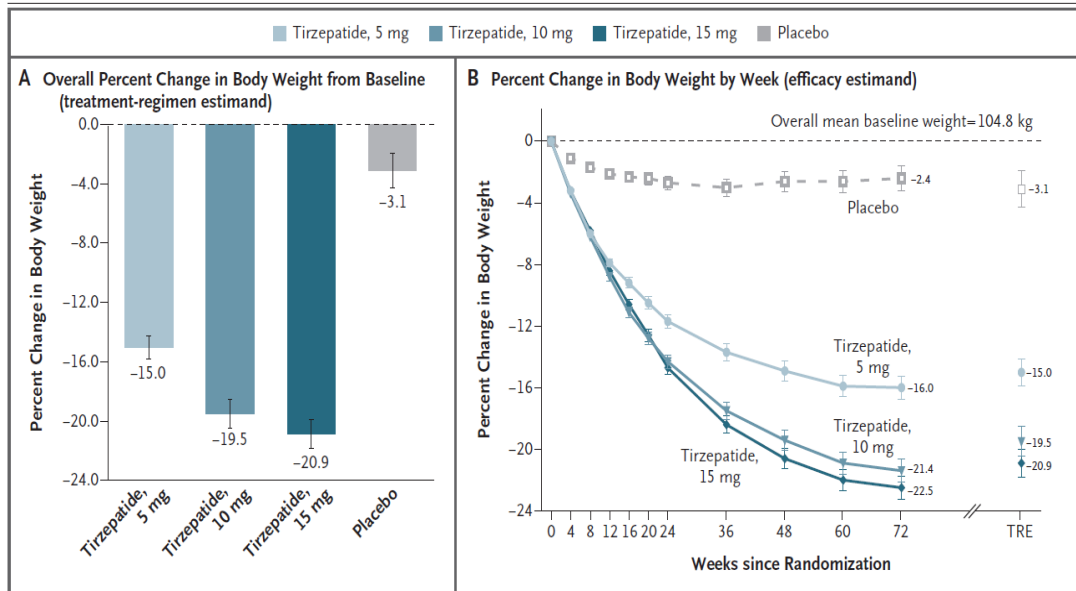 Tirzepatide, 5 mg Tirzepatide, 10 mg Tirzepatide, 15 mg Placebo
A Overall Percent Change in Body Weight from Baseline
(treatment-regimen estimand)
Percent Change in Body Weight
0.0
−4.0
−8.0
−12.0
−16.0
−20.0
−24.0
−15.0
−19.5
−20.9
−3.1
Tirzepatide,
5 mg
Tirzepatide,
10 mg
Tirzepatide,
15 mg
Placebo
B Percent Change in Body Weight by Week (efficacy estimand)
Overall mean baseline weight=104.8 kg
Percent Change in Body Weight
0
−4
−8
−12
−16
−20
−24
−2.4
Placebo
−3.1
Tirzepatide,
5 mg
−16.0
−15.0
Tirzepatide,
10 mg
−21.4
−19.5
Tirzepatide,
15 mg
−22.5
−20.9
0 4 8 12 16 20 24 36 48 60 72 TRE
Weeks since Randomization